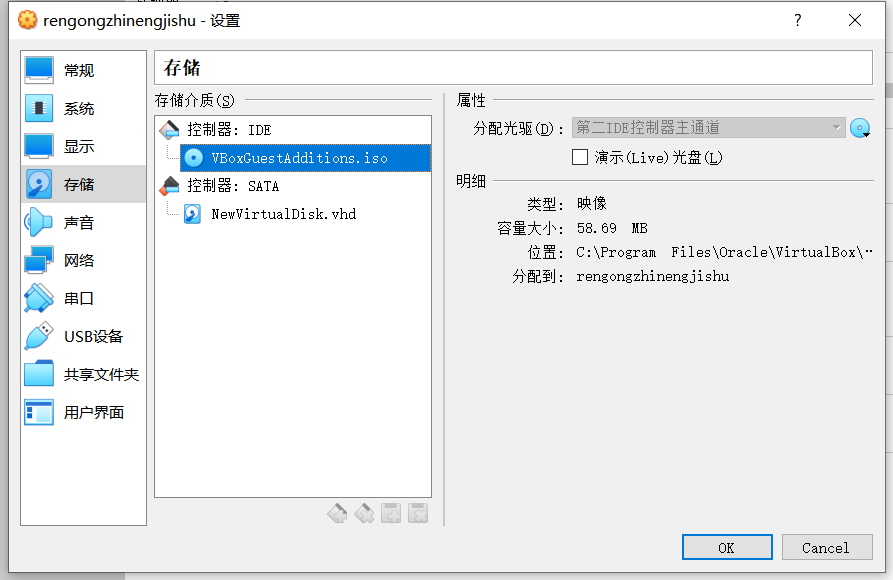 rengongzhinengjishu - 设置
?
常规
系统
显示
存储
声音
网络
串口
USB设备
共享文件夹
用户界面
存储
存储介质(S)
控制器: IDE
VBoxGuestAdditions.iso
控制器: SATA
NewVirtualDisk.vhd
属性
分配光驱(D): 第二IDE控制器主通道
演示(Live)光盘(L)
明细
类型: 映像
容量大小: 58.69 MB
位置: C:\Program Files\Oracle\VirtualBox\…
分配到: rengongzhinengjishu
OK
Cancel